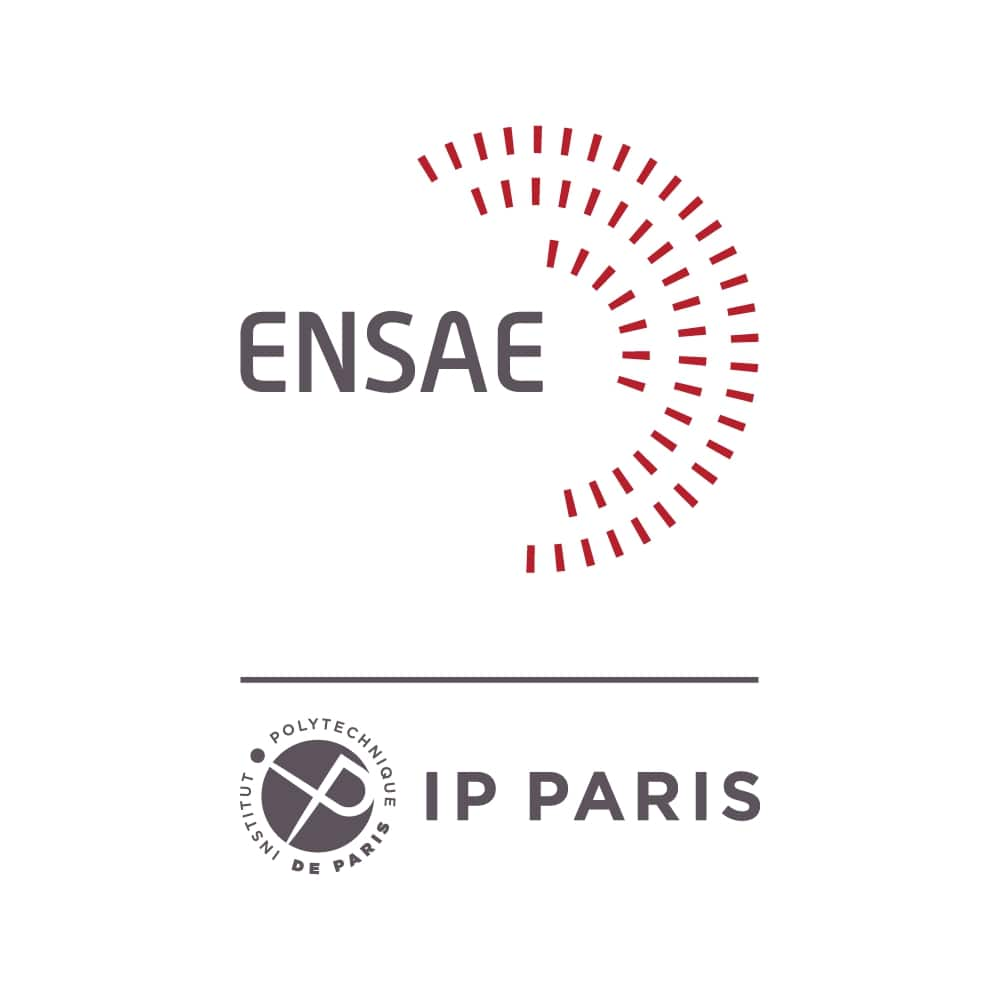 ENSAE
INSTITUT POLYTECHNIQUE
DE PARIS
IP PARIS